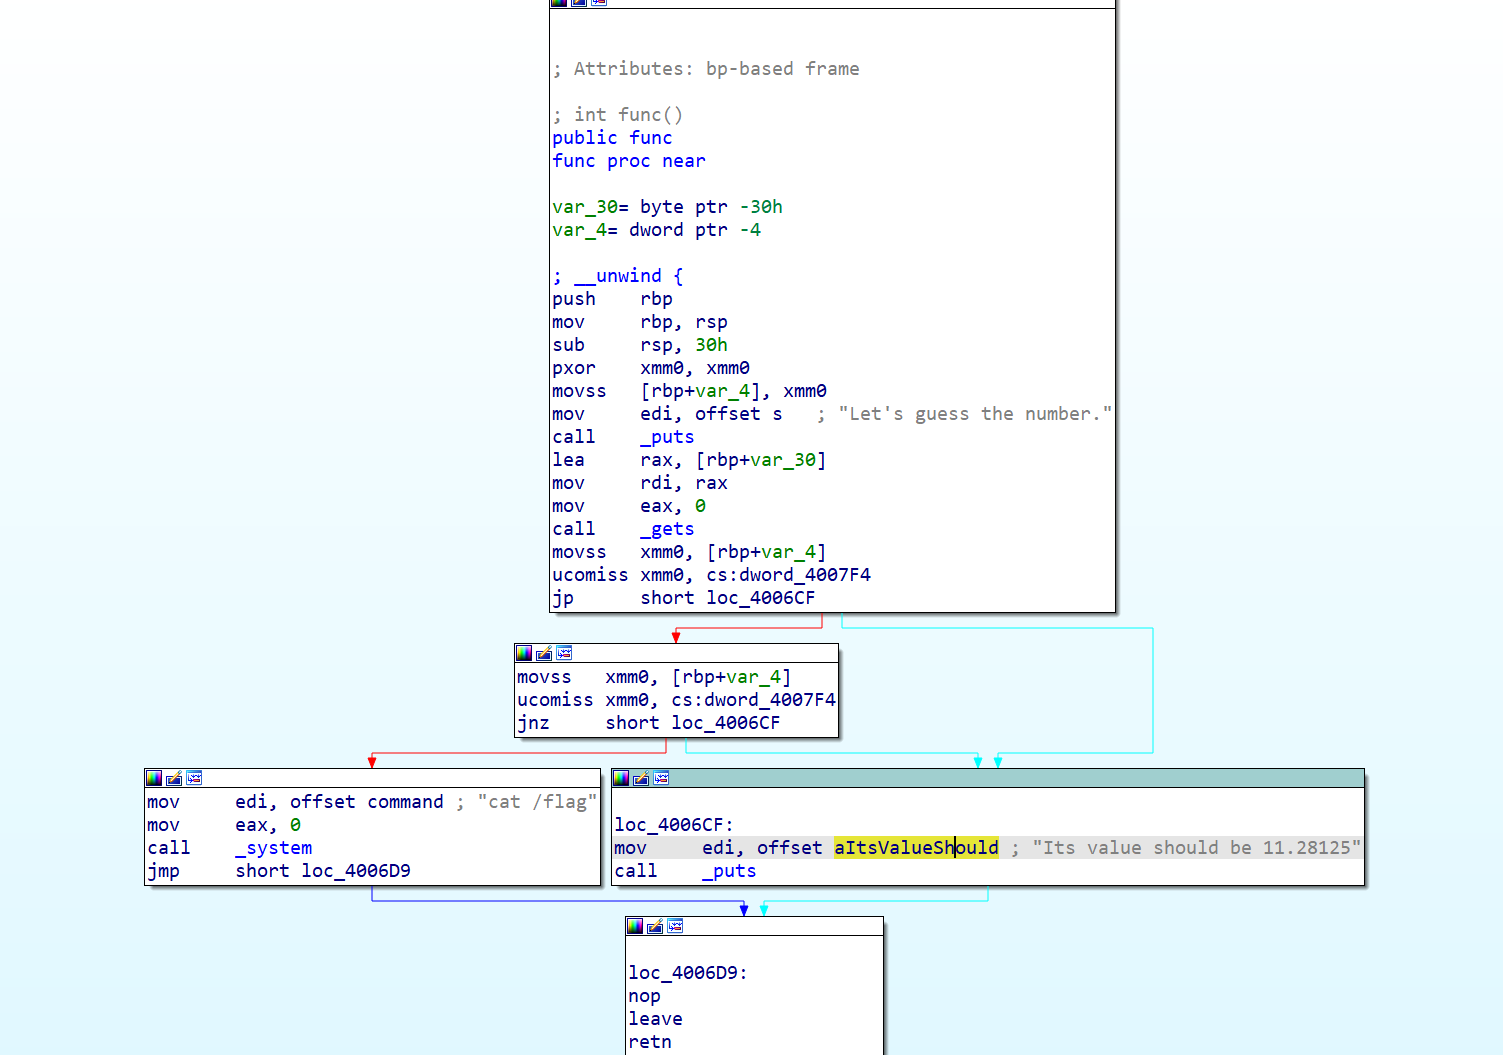 ; Attributes: bp-based frame
; int func()
public func
func proc near
var_30= byte ptr -30h
var_4= dword ptr -4
; __unwind {
push    rbp
mov     rbp, rsp
sub     rsp, 30h
pxor    xmm0, xmm0
movss   [rbp+var_4], xmm0
mov     edi, offset s   ; "Let's guess the number."
call    _puts
lea     rax, [rbp+var_30]
mov     rdi, rax
mov     eax, 0
call    _gets
movss   xmm0, [rbp+var_4]
ucomiss xmm0, cs:dword_4007F4
jp      short loc_4006CF
movss   xmm0, [rbp+var_4]
ucomiss xmm0, cs:dword_4007F4
jnz     short loc_4006CF
mov     edi, offset command ; "cat /flag"
mov     eax, 0
call    _system
jmp     short loc_4006D9
loc_4006CF:
mov     edi, offset aItsValueShould ; "Its value should be 11.28125"
call    _puts
loc_4006D9:
nop
leave
retn